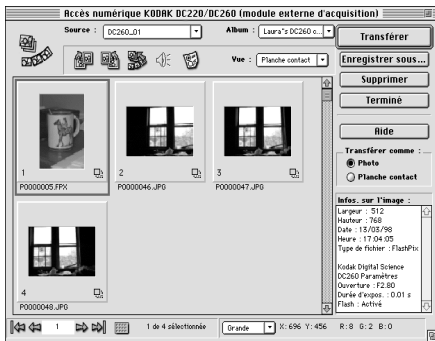 Accès numérique KODAK DC220/DC260 (module externe d'acquisition)
Source : DC260_01
Album : Laura"s DC260 c...
Vue : Planche contact
Transférer
Enregistrer sous...
Supprimer
Terminé
Aide
Transférer comme :
Photo
Planche contact
1
P0000005.FPX
2
P0000046.JPG
3
P0000047.JPG
4
P0000048.JPG
Infos. sur l'image :
Largeur : 512
Hauteur : 768
Date : 13/03/98
Heure : 17:04:05
Type de fichier : FlashPix
Kodak Digital Science
DC260 Paramètres
Ouverture : F2.80
Durée d'expos. : 0.01 s
Flash : Activé
1
1 de 4 sélectionnée
Grande
X: 696 Y: 456
R: 8 G: 2 B: 0